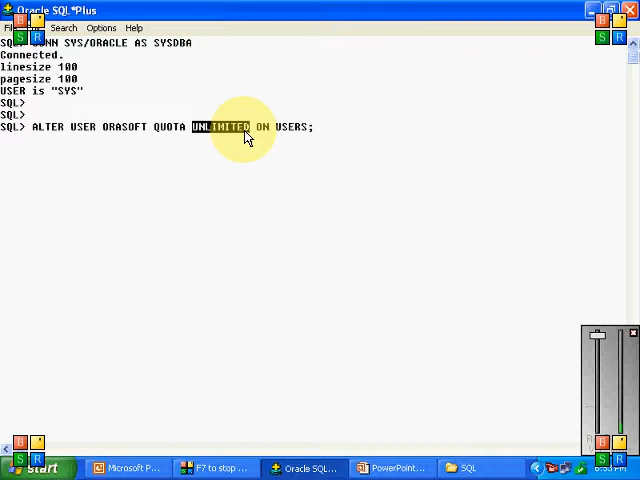 Oracle SQL*Plus
Search Options Help
SQL> CONN SYS/ORACLE AS SYSDBA
Connected.
linesize 100
pagesize 100
USER is "SYS"
SQL>
SQL>
SQL> ALTER USER ORASOFT QUOTA UNLIMITED ON USERS;
B
S R
B
S R
B
S R
B
S R
start
Microsoft P...
F7 to stop ...
Oracle SQL...
PowerPoint...
SQL